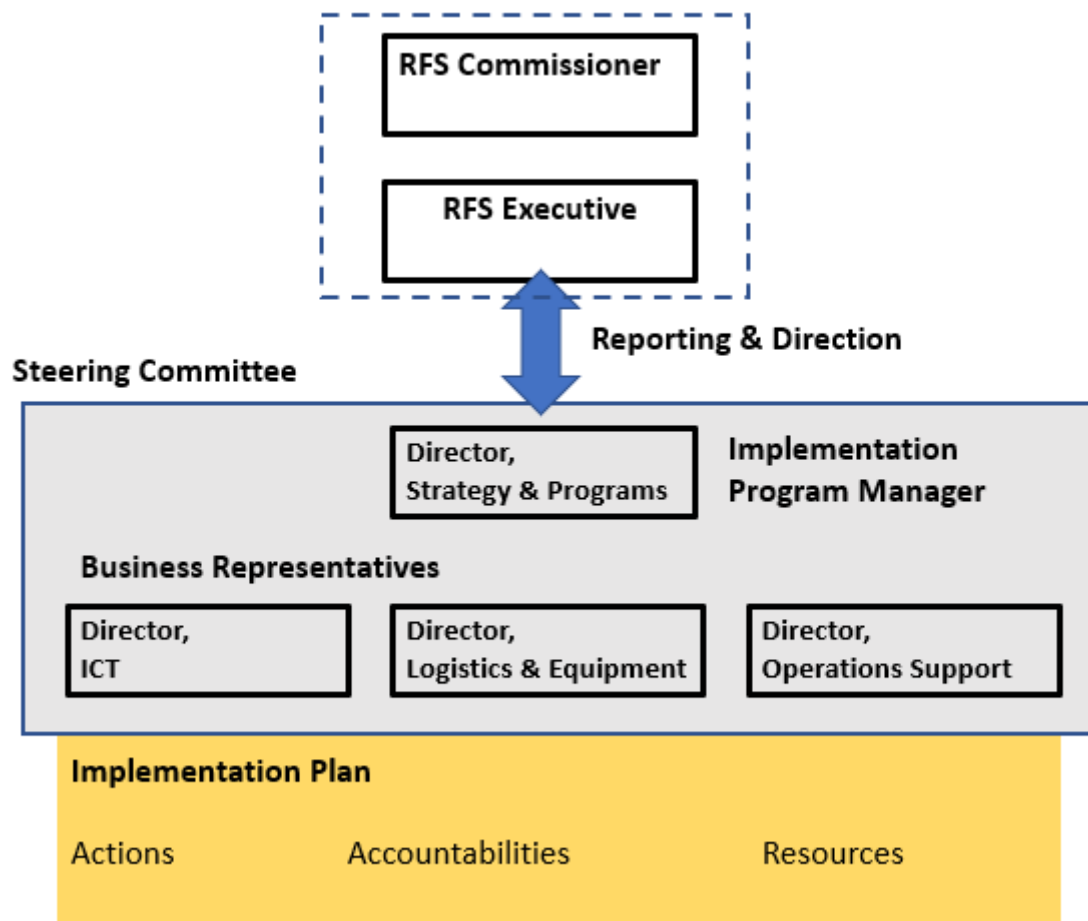 RFS Commissioner
RFS Executive
Reporting & Direction
Steering Committee
Director,
Strategy & Programs
Implementation
Program Manager
Business Representatives
Director,
ICT
Director,
Logistics & Equipment
Director,
Operations Support
Implementation Plan
Actions
Accountabilities
Resources